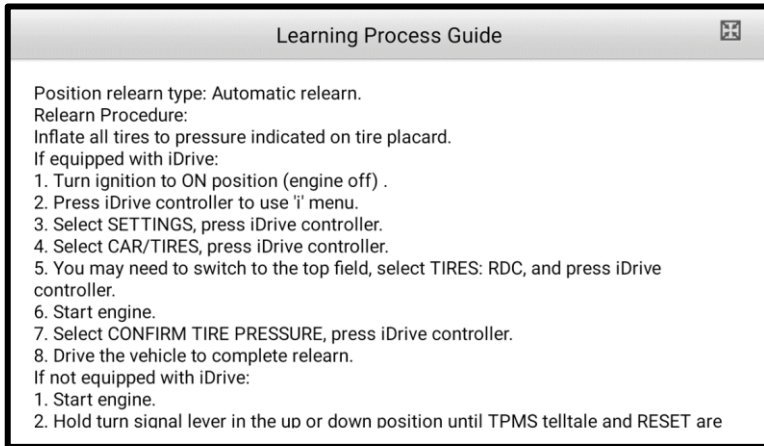 Learning Process Guide
Position relearn type: Automatic relearn.
Relearn Procedure:
Inflate all tires to pressure indicated on tire placard.
If equipped with iDrive:
1. Turn ignition to ON position (engine off) .
2. Press iDrive controller to use 'i' menu.
3. Select SETTINGS, press iDrive controller.
4. Select CAR/TIRES, press iDrive controller.
5. You may need to switch to the top field, select TIRES: RDC, and press iDrive
controller.
6. Start engine.
7. Select CONFIRM TIRE PRESSURE, press iDrive controller.
8. Drive the vehicle to complete relearn.
If not equipped with iDrive:
1. Start engine.
2. Hold turn signal lever in the up or down position until TPMS telltale and RESET are